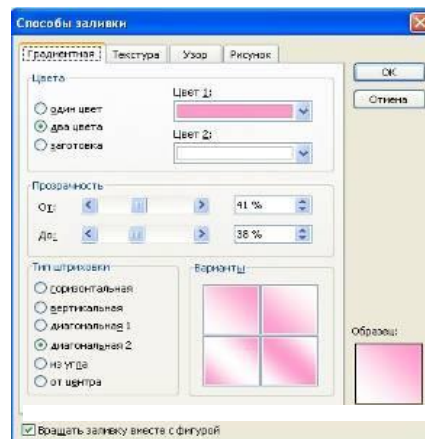 Способы заливки
Градиентная Текстура Узор Рисунок
Цвета
один цвет
два цвета
заготовка
Цвет 1:
Цвет 2:
ОК
Отмена
Прозрачность
От: 41 %
До: 38 %
Тип штриховки
горизонтальная
вертикальная
диагональная 1
диагональная 2
из угла
от центра
Варианты
Образец:
Вращать заливку вместе с фигурой